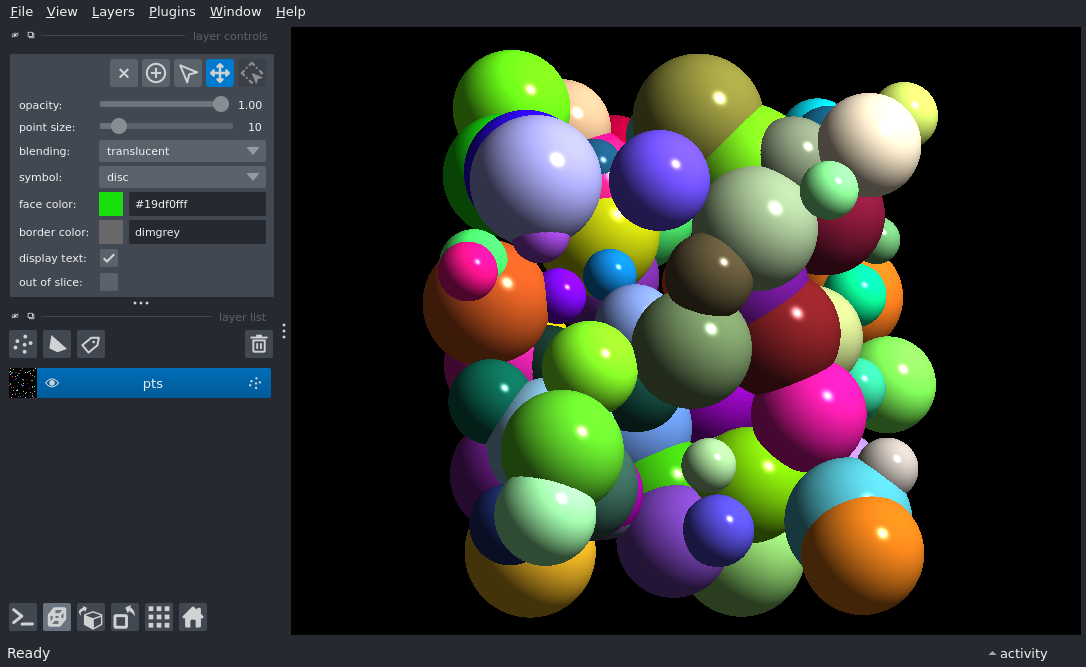 File View Layers Plugins Window Help
layer controls
opacity: 1.00
point size: 10
blending: translucent
symbol: disc
face color: #19df0fff
border color: dimgrey
display text:
out of slice:
layer list
pts
Ready
activity